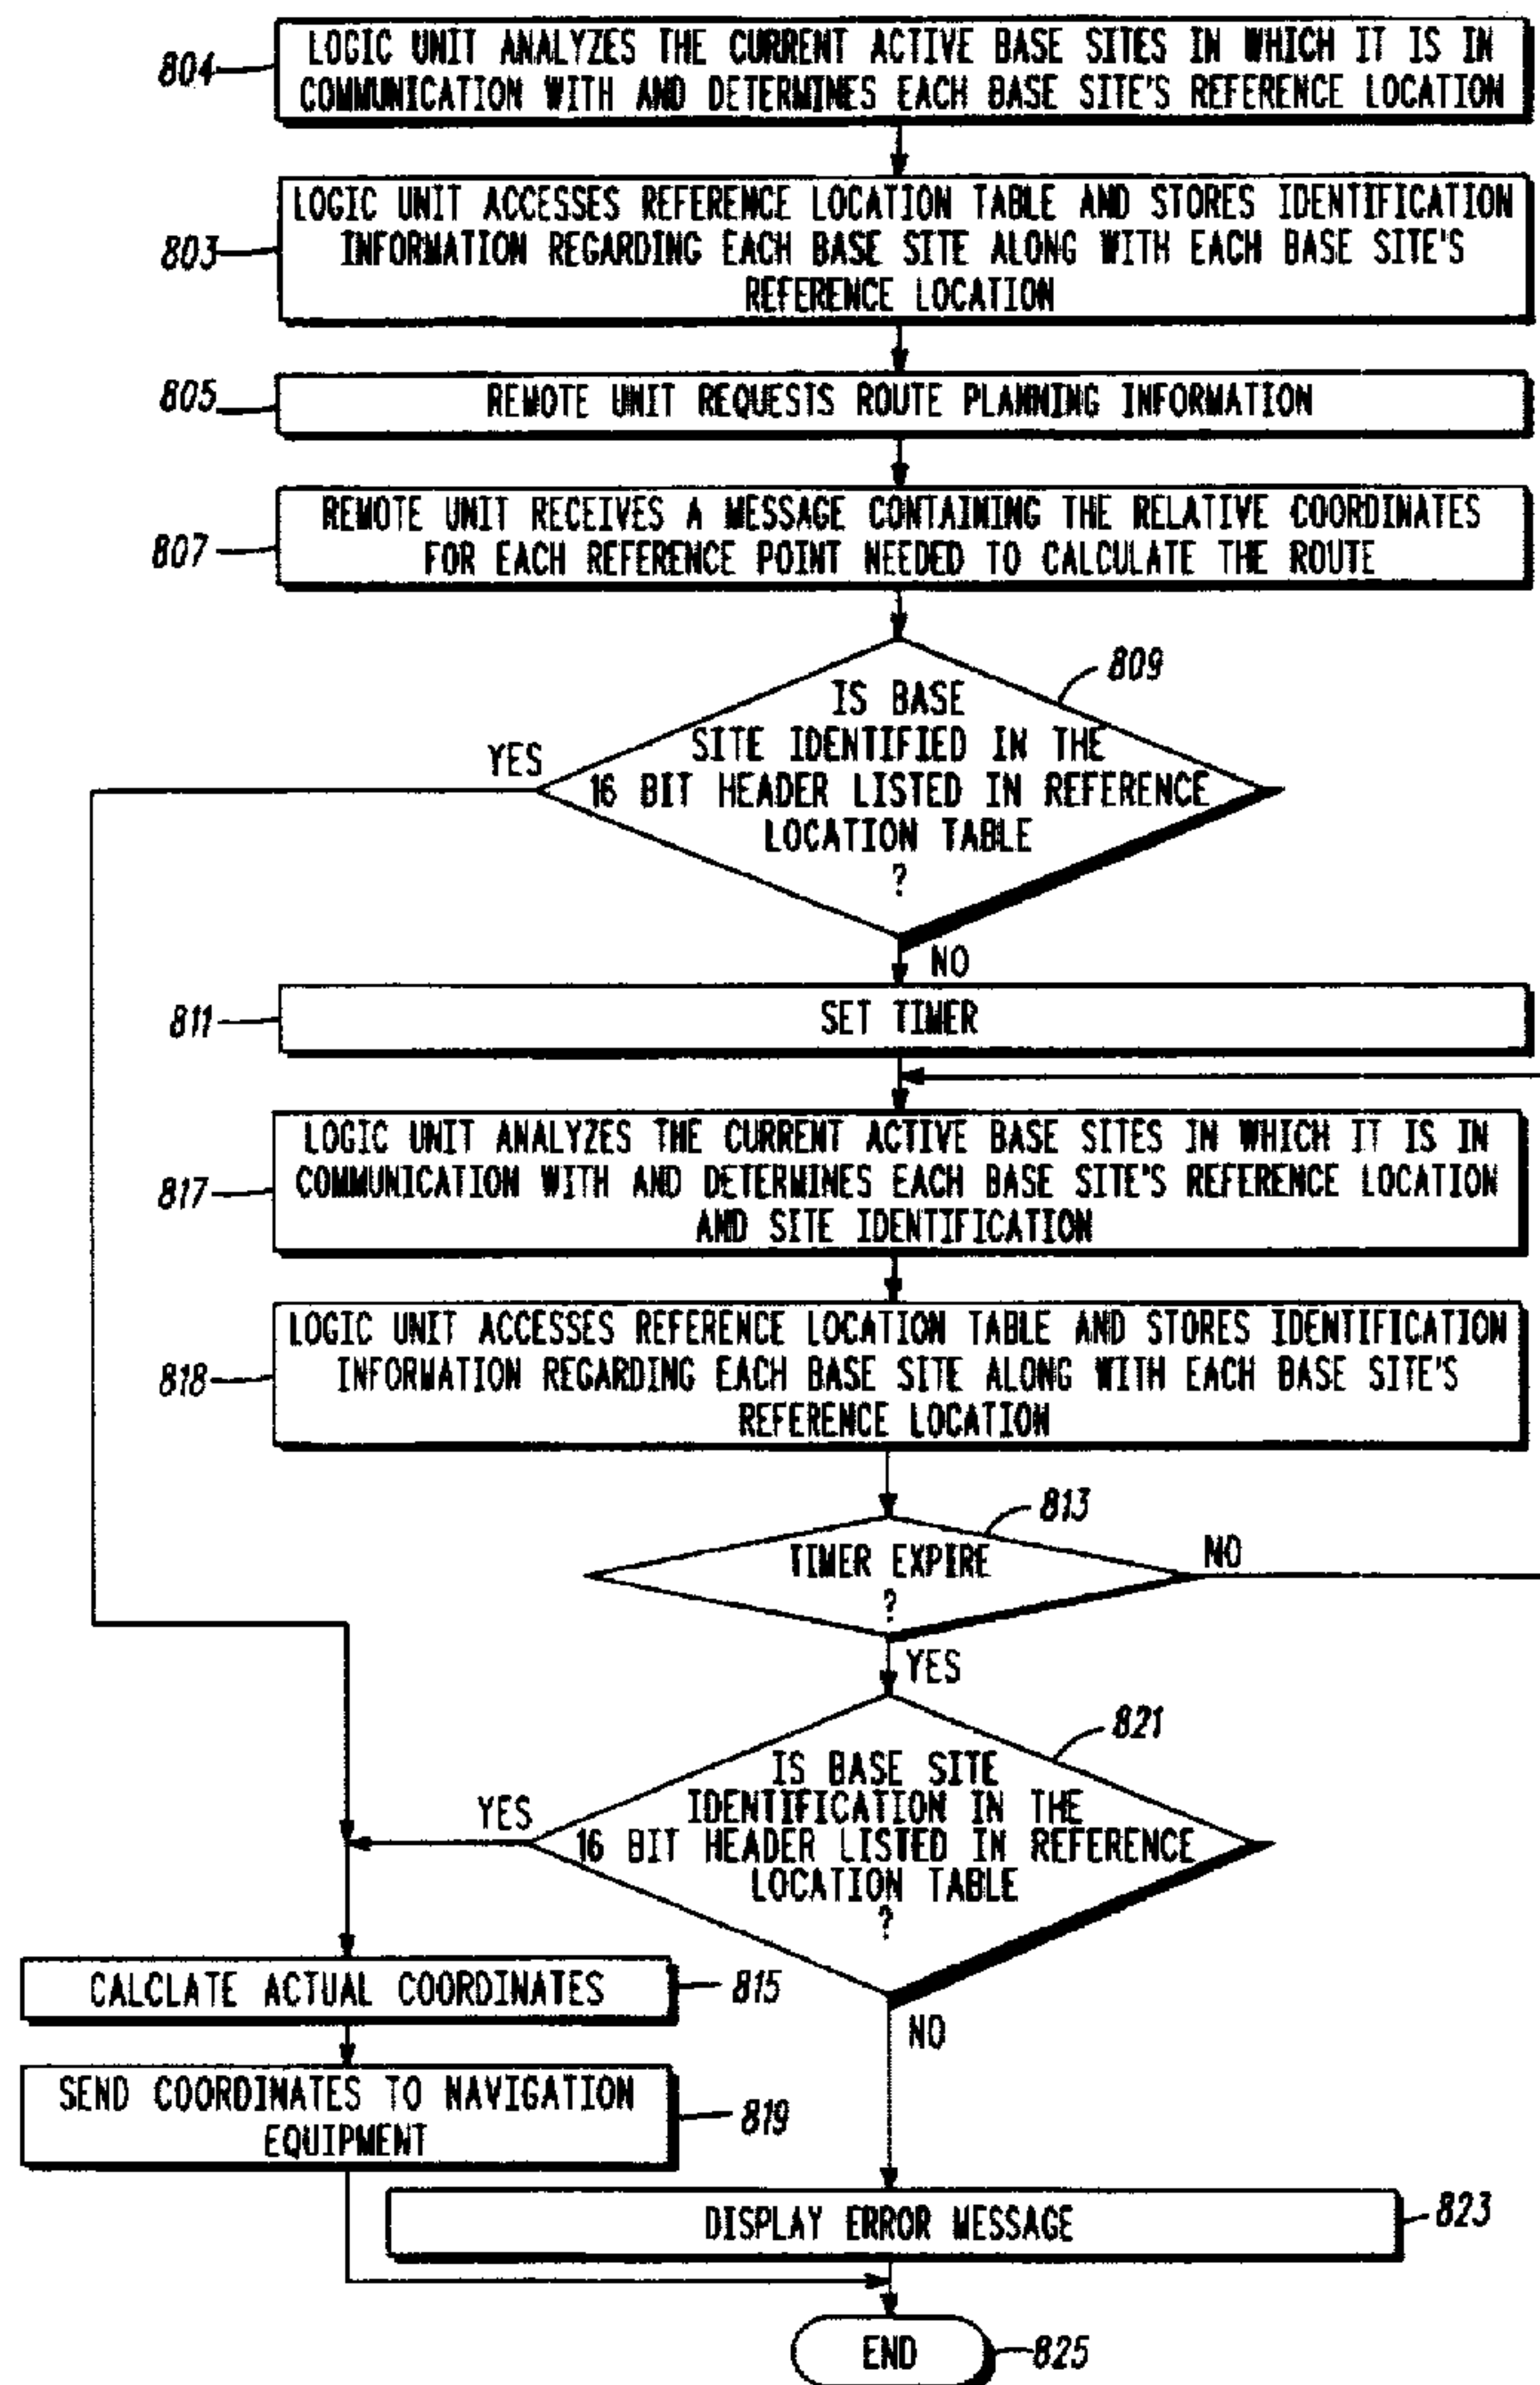 804
LOGIC UNIT ANALYZES THE CURRENT ACTIVE BASE SITES IN WHICH IT IS IN
COMMUNICATION WITH AND DETERMINES EACH BASE SITE'S REFERENCE LOCATION
803
LOGIC UNIT ACCESSES REFERENCE LOCATION TABLE AND STORES IDENTIFICATION
INFORMATION REGARDING EACH BASE SITE ALONG WITH EACH BASE SITE'S
REFERENCE LOCATION
805
REMOTE UNIT REQUESTS ROUTE PLANNING INFORMATION
807
REMOTE UNIT RECEIVES A MESSAGE CONTAINING THE RELATIVE COORDINATES
FOR EACH REFERENCE POINT NEEDED TO CALCULATE THE ROUTE
809
IS BASE
SITE IDENTIFIED IN THE
16 BIT HEADER LISTED IN REFERENCE
LOCATION TABLE
?
YES
NO
811
SET TIMER
817
LOGIC UNIT ANALYZES THE CURRENT ACTIVE BASE SITES IN WHICH IT IS IN
COMMUNICATION WITH AND DETERMINES EACH BASE SITE'S REFERENCE LOCATION
AND SITE IDENTIFICATION
818
LOGIC UNIT ACCESSES REFERENCE LOCATION TABLE AND STORES IDENTIFICATION
INFORMATION REGARDING EACH BASE SITE ALONG WITH EACH BASE SITE'S
REFERENCE LOCATION
813
TIMER EXPIRE
?
NO
YES
821
IS BASE SITE
IDENTIFICATION IN THE
16 BIT HEADER LISTED IN REFERENCE
LOCATION TABLE
?
YES
NO
CALCLATE ACTUAL COORDINATES
815
SEND COORDINATES TO NAVIGATION
EQUIPMENT
819
DISPLAY ERROR MESSAGE
823
END
825